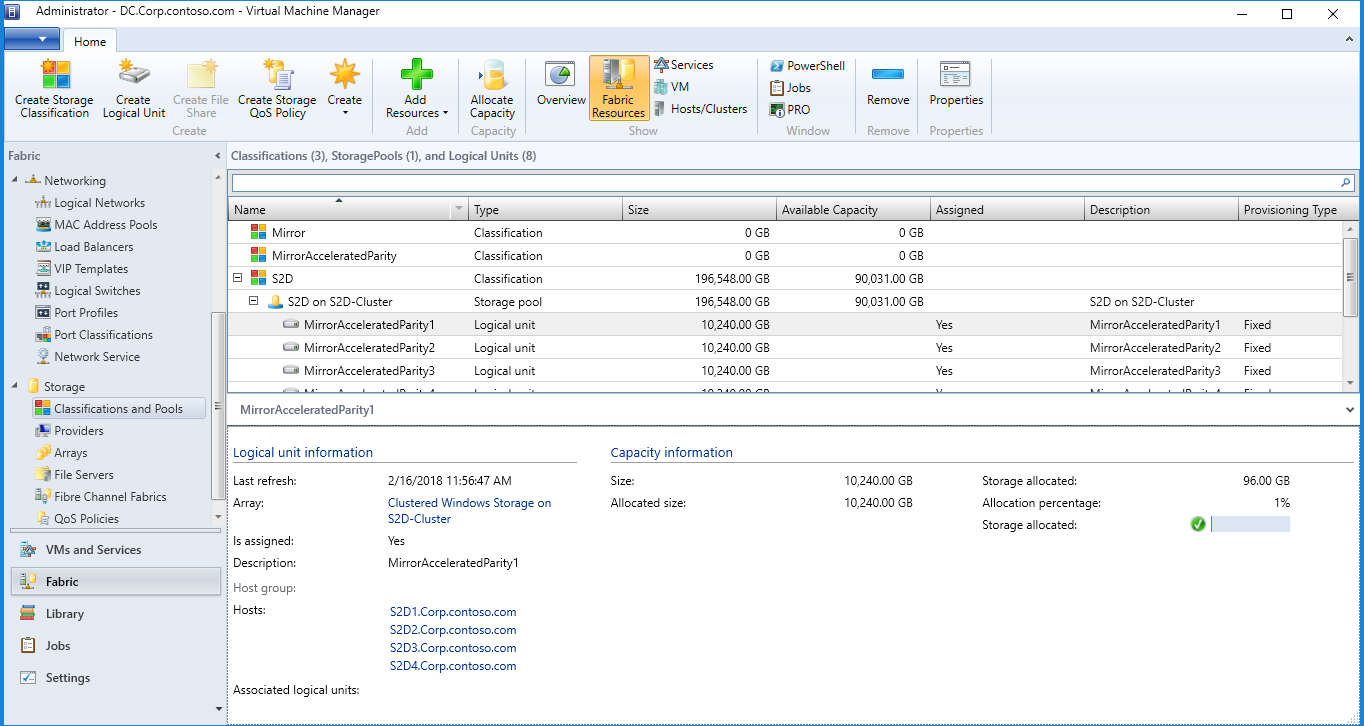 Administrator - DC.Corp.contoso.com - Virtual Machine Manager
Home
Create Storage Classification
Create Logical Unit
Create File Share
Create Storage QoS Policy
Create
Create
Add Resources
Add
Allocate Capacity
Capacity
Overview
Fabric Resources
Services
VM
Hosts/Clusters
Show
PowerShell
Jobs
PRO
Window
Remove
Remove
Properties
Properties
Fabric
Networking
Logical Networks
MAC Address Pools
Load Balancers
VIP Templates
Logical Switches
Port Profiles
Port Classifications
Network Service
Storage
Classifications and Pools
Providers
Arrays
File Servers
Fibre Channel Fabrics
QoS Policies
VMs and Services
Fabric
Library
Jobs
Settings
Classifications (3), StoragePools (1), and Logical Units (8)
Name Type Size Available Capacity Assigned Description Provisioning Type
Mirror Classification 0 GB 0 GB
MirrorAcceleratedParity Classification 0 GB 0 GB
S2D Classification 196,548.00 GB 90,031.00 GB
S2D on S2D-Cluster Storage pool 196,548.00 GB 90,031.00 GB S2D on S2D-Cluster
MirrorAcceleratedParity1 Logical unit 10,240.00 GB Yes MirrorAcceleratedParity1 Fixed
MirrorAcceleratedParity2 Logical unit 10,240.00 GB Yes MirrorAcceleratedParity2 Fixed
MirrorAcceleratedParity3 Logical unit 10,240.00 GB Yes MirrorAcceleratedParity3 Fixed
MirrorAcceleratedParity1
Logical unit information
Last refresh: 2/16/2018 11:56:47 AM
Array: Clustered Windows Storage on
S2D-Cluster
Is assigned: Yes
Description: MirrorAcceleratedParity1
Host group:
Hosts: S2D1.Corp.contoso.com
S2D2.Corp.contoso.com
S2D3.Corp.contoso.com
S2D4.Corp.contoso.com
Associated logical units:
Capacity information
Size: 10,240.00 GB
Allocated size: 10,240.00 GB
Storage allocated: 96.00 GB
Allocation percentage: 1%
Storage allocated: